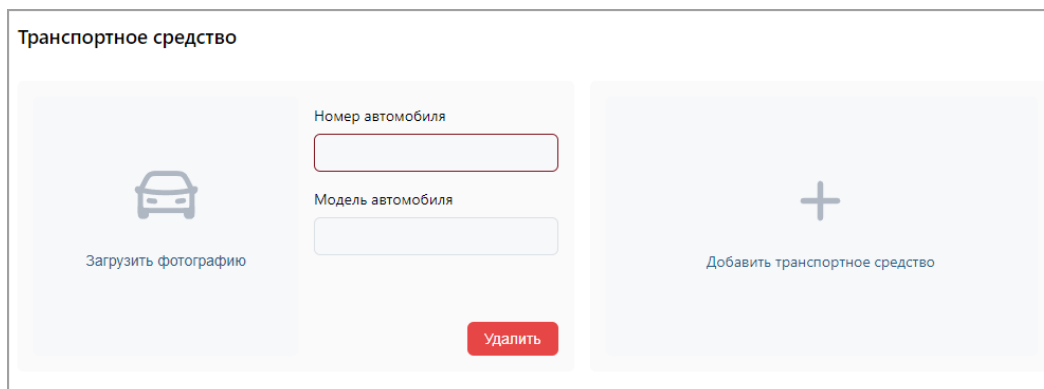 Транспортное средство
Номер автомобиля
Модель автомобиля
Загрузить фотографию
Удалить
Добавить транспортное средство